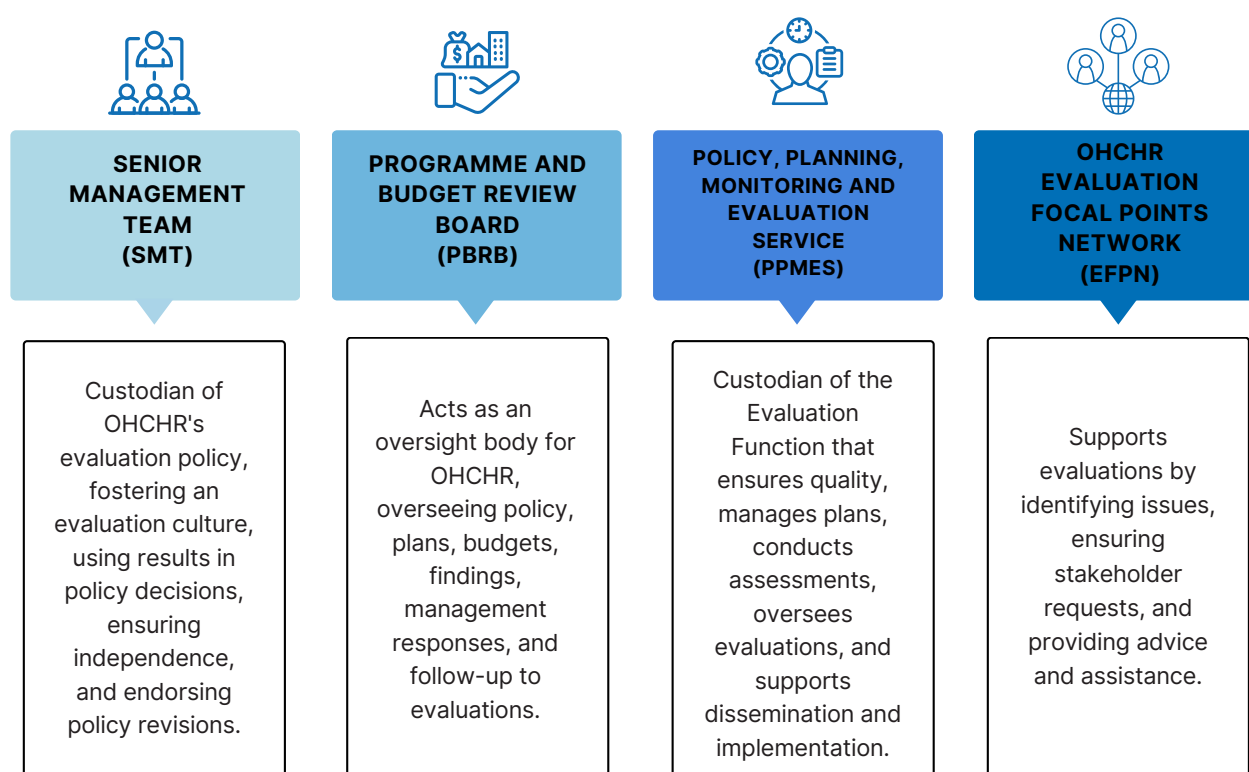 SENIOR
MANAGEMENT
TEAM
(SMT)
Custodian of
OHCHR's
evaluation policy,
fostering an
evaluation culture,
using results in
policy decisions,
ensuring
independence,
and endorsing
policy revisions.
PROGRAMME AND
BUDGET REVIEW
BOARD
(PBRB)
Acts as an
oversight body for
OHCHR,
overseeing policy,
plans, budgets,
findings,
management
responses, and
follow-up to
evaluations.
POLICY, PLANNING,
MONITORING AND
EVALUATION
SERVICE
(PPMES)
Custodian of the
Evaluation
Function that
ensures quality,
manages plans,
conducts
assessments,
oversees
evaluations, and
supports
dissemination and
implementation.
OHCHR
EVALUATION
FOCAL POINTS
NETWORK
(EFPN)
Supports
evaluations by
identifying issues,
ensuring
stakeholder
requests, and
providing advice
and assistance.